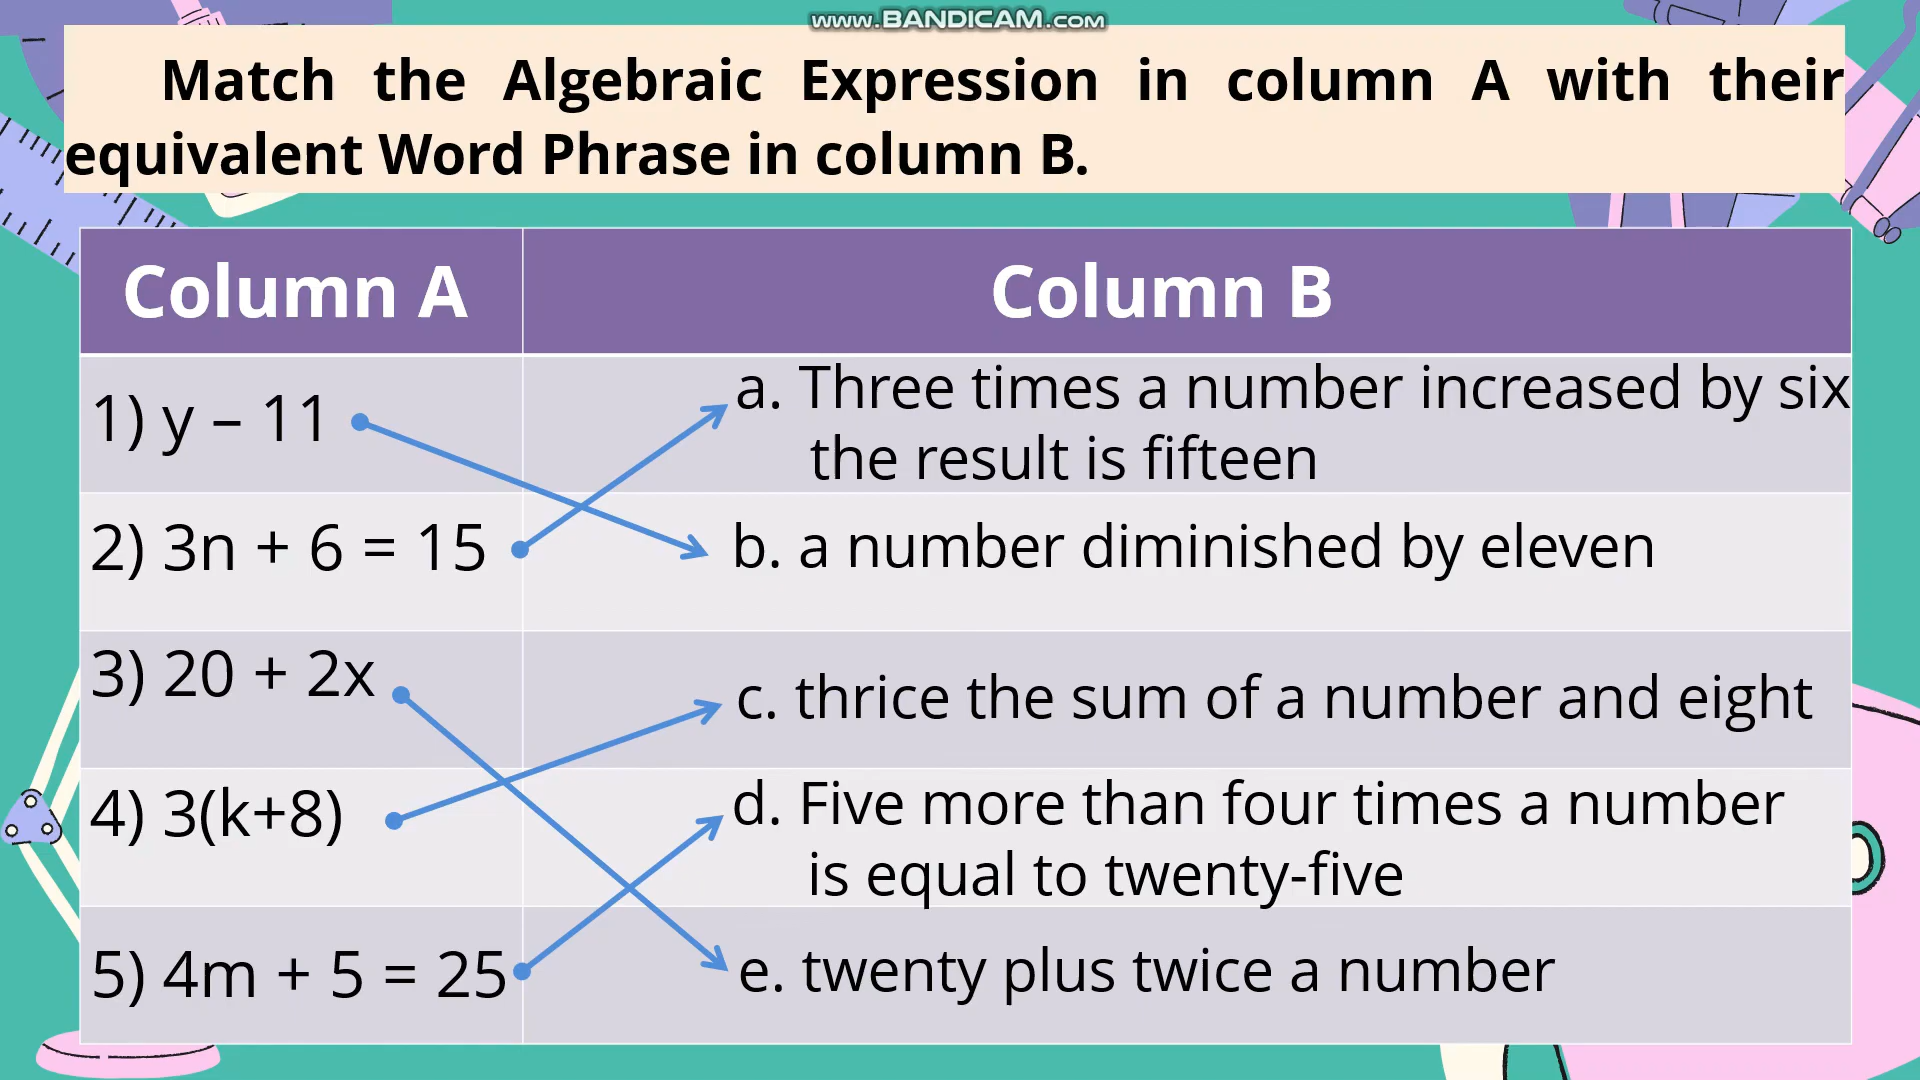 www.BANDICAM.com
Match the Algebraic Expression in column A with their
equivalent Word Phrase in column B.
Column A
Column B
1) y – 11
a. Three times a number increased by six
the result is fifteen
2) 3n + 6 = 15
b. a number diminished by eleven
3) 20 + 2x
c. thrice the sum of a number and eight
4) 3(k+8)
d. Five more than four times a number
is equal to twenty-five
5) 4m + 5 = 25
e. twenty plus twice a number